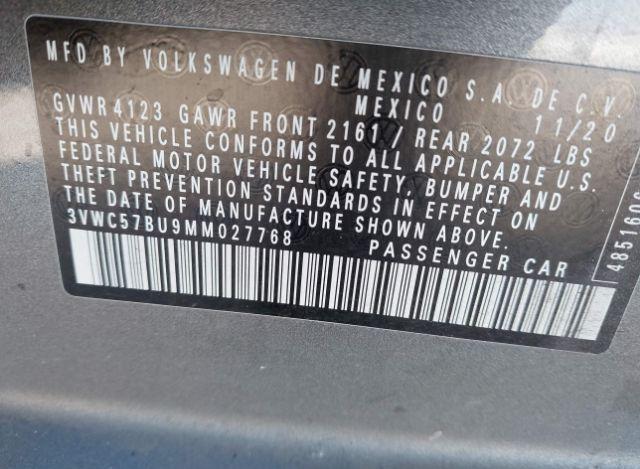 MFD BY VOLKSWAGEN DE MEXICO S.A. DE C.V.
MEXICO 11/20
GVWR4123 GAWR FRONT 2161/ REAR 2072 LBS
THIS VEHICLE CONFORMS TO ALL APPLICABLE U.S.
FEDERAL MOTOR VEHICLE SAFETY, BUMPER AND
THEFT PREVENTION STANDARDS IN EFFECT ON
THE DATE OF MANUFACTURE SHOWN ABOVE.
3VWC57BU9MM027768 PASSENGER CAR